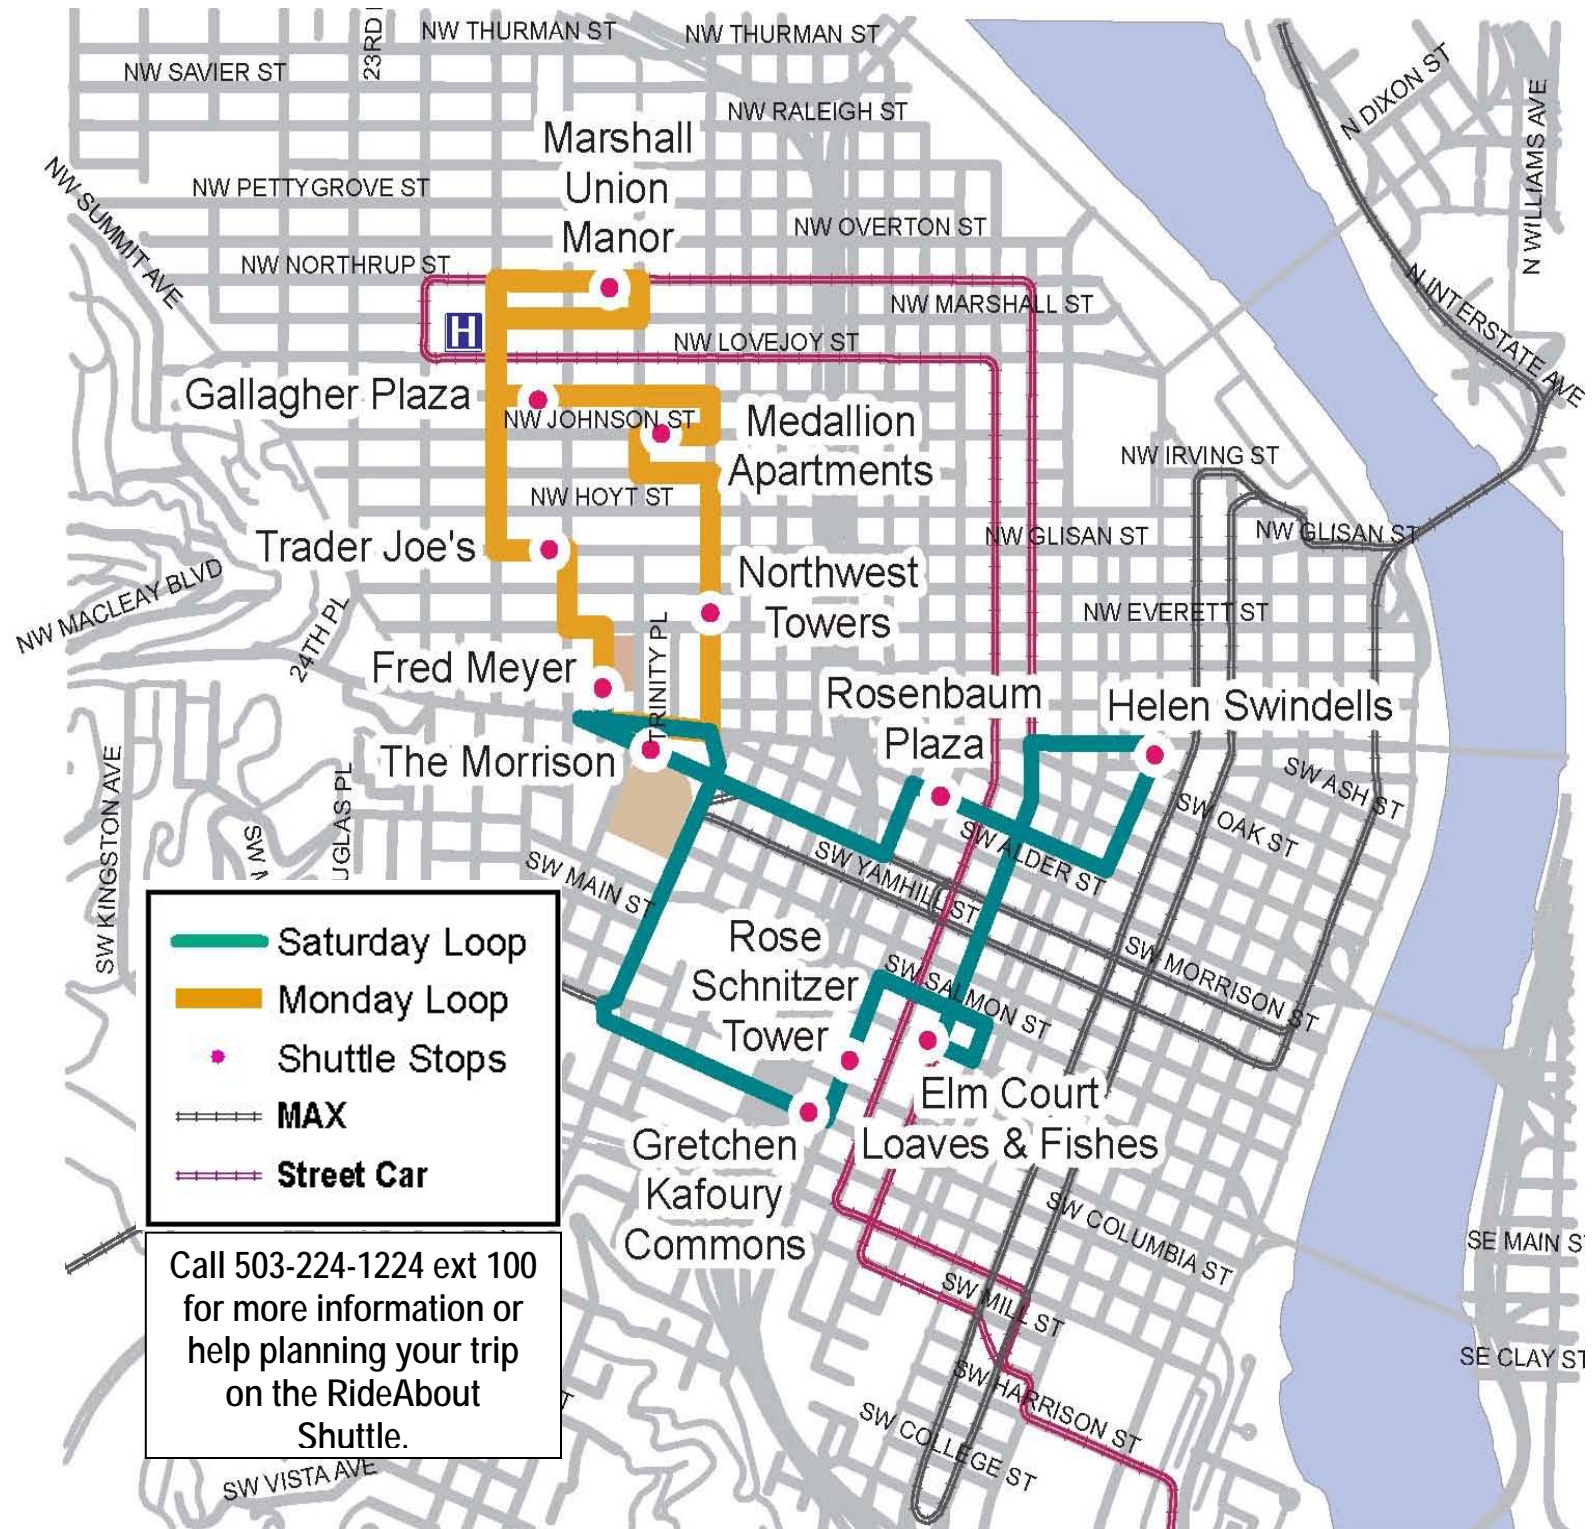 NW THURMAN ST
NW THURMAN ST
23RD
NW SAVIER ST
NW RALEIGH ST
N DIXON ST
N WILLIAMS AVE
Marshall
Union
Manor
NW PETTYGROVE ST
NW SUMMIT AVE
NW OVERTON ST
NW NORTHRUP ST
NW MARSHALL ST
N INTERSTATE AVE
H
NW LOVEJOY ST
Gallagher Plaza
NW JOHNSON ST
Medallion
Apartments
NW IRVING ST
NW HOYT ST
NW GLISAN ST
NW GLISAN ST
Trader Joe's
Northwest
Towers
NW EVERETT ST
NW MACLEAY BLVD
24TH PL
TRINITY PL
Fred Meyer
Rosenbaum
Plaza
Helen Swindells
The Morrison
SW ASH ST
SW OAK ST
SW KINGSTON AVE
UGLAS PL
SW ALDER ST
SW YAMHILL ST
SW MAIN ST
SW MORRISON ST
SW SALMON ST
Rose
Schnitzer
Tower
Elm Court
Loaves & Fishes
Gretchen
Kafoury
Commons
SW COLUMBIA ST
SW MILL ST
SW HARRISON ST
SW COLLEGE ST
SE MAIN S
SE CLAY ST
Saturday Loop
Monday Loop
Shuttle Stops
MAX
Street Car
Call 503-224-1224 ext 100
for more information or
help planning your trip
on the RideAbout
Shuttle.
SW VISTA AVE